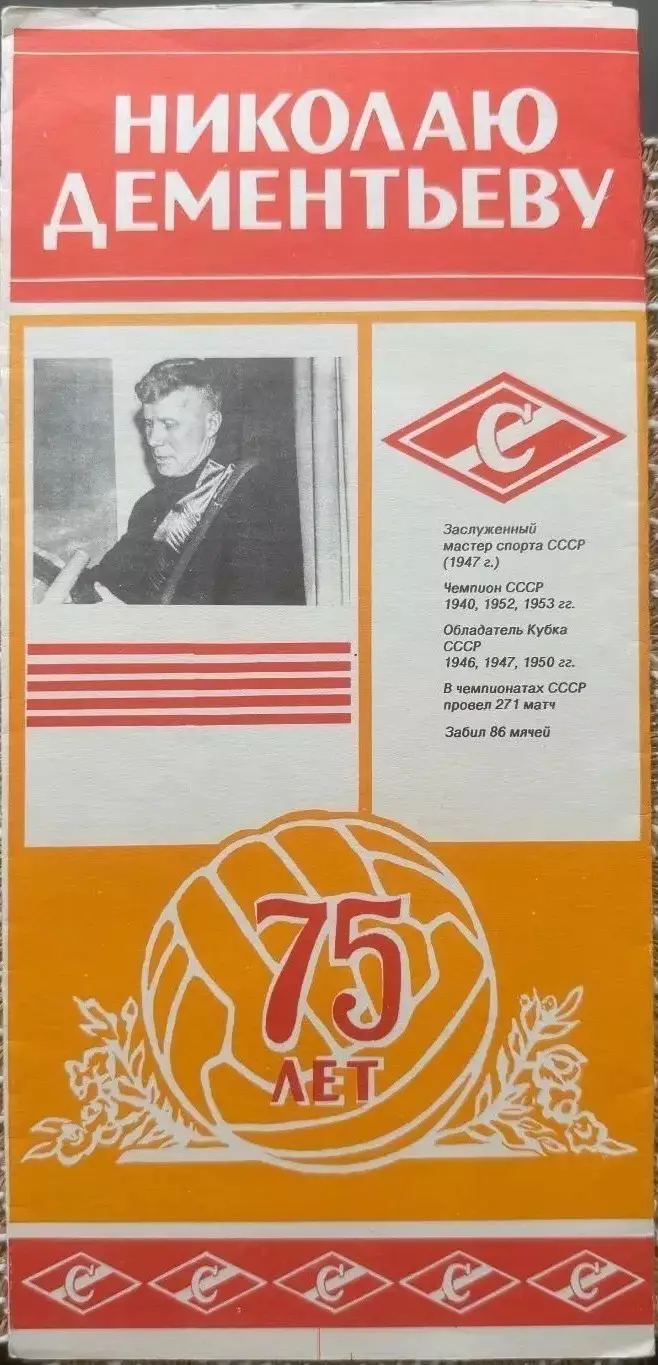 НИКОЛАЮ
ДЕМЕНТЬЕВУ
С
Заслуженный
мастер спорта СССР
(1947 г.)
Чемпион СССР
1940, 1952, 1953 гг.
Обладатель Кубка
СССР
1946, 1947, 1950 гг.
В чемпионатах СССР
провел 271 матч
Забил 86 мячей
75
ЛЕТ
С С С С С